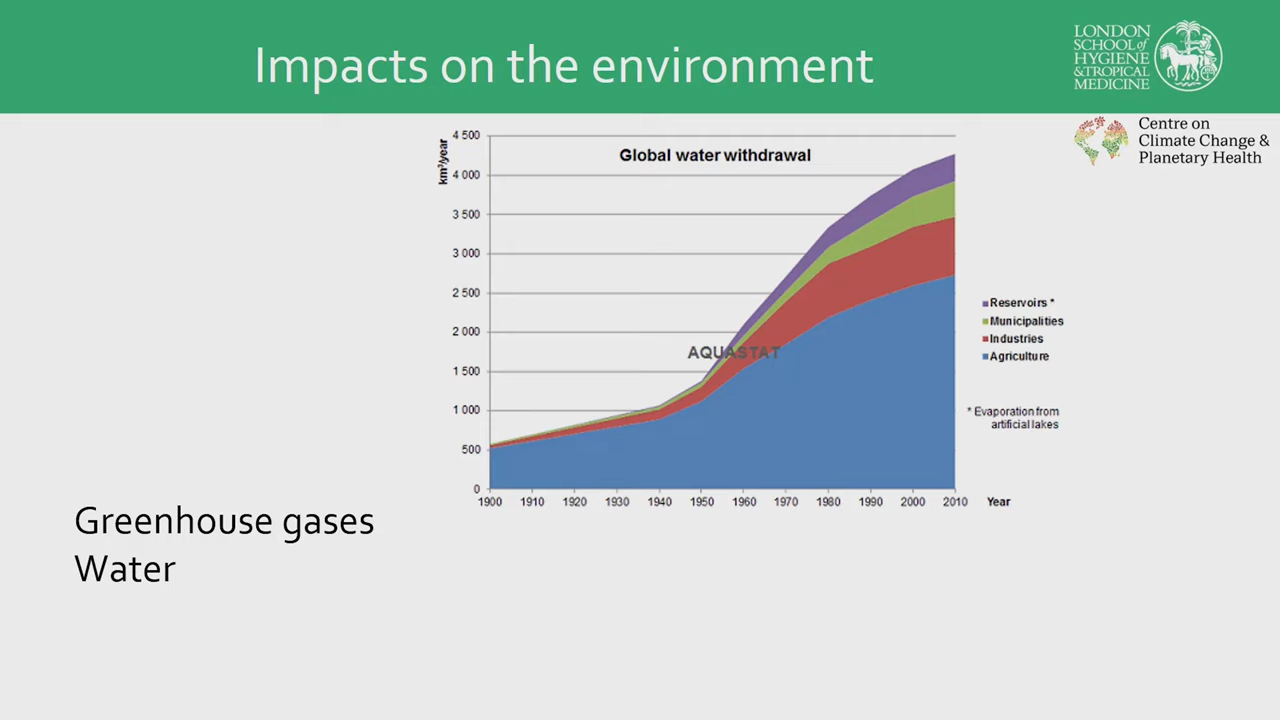 Impacts on the environment
LONDON
SCHOOL of
HYGIENE
& TROPICAL
MEDICINE
Centre on
Climate Change &
Planetary Health
Global water withdrawal
km³/year
4 500
4 000
3 500
3 000
2 500
2 000
1 500
1 000
500
0
AQUASTAT
1900 1910 1920 1930 1940 1950 1960 1970 1980 1990 2000 2010 Year
Reservoirs *
Municipalities
Industries
Agriculture
* Evaporation from
artificial lakes
Greenhouse gases
Water